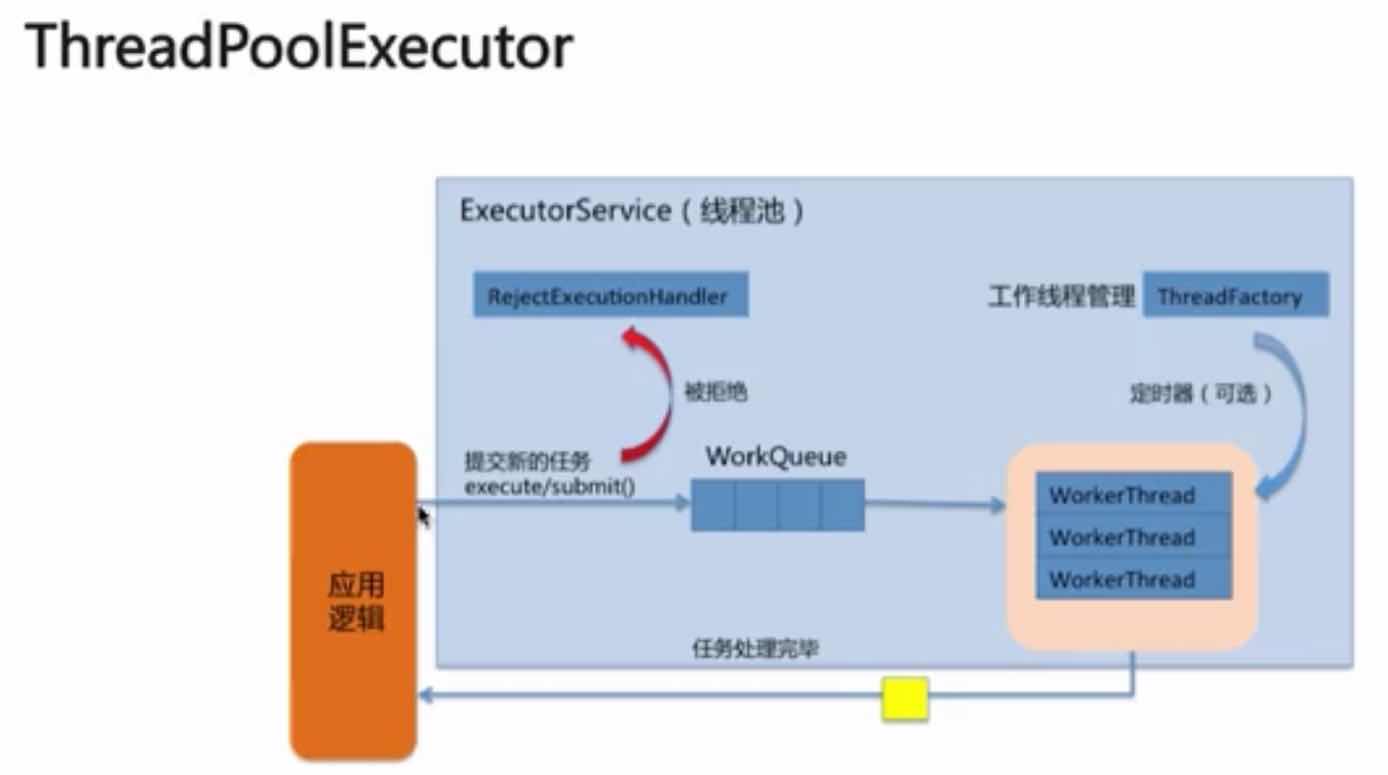 ThreadPoolExecutor
ExecutorService ( 线程池 )
RejectExecutionHandler
工作线程管理 ThreadFactory
被拒绝
定时器 ( 可选 )
提交新的任务
execute/submit()
WorkQueue
WorkerThread
WorkerThread
WorkerThread
应用
逻辑
任务处理完毕